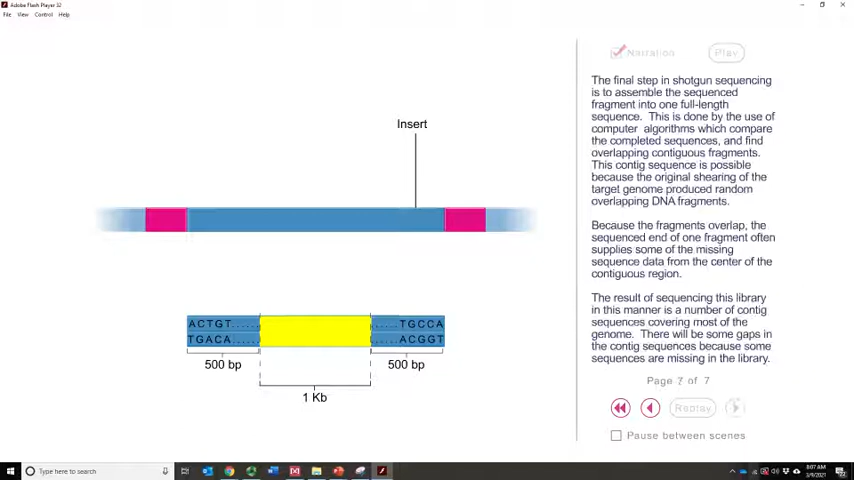 Adobe Flash Player 32
File View Control Help
Narration
Play
Insert
The final step in shotgun sequencing
is to assemble the sequenced
fragment into one full-length
sequence. This is done by the use of
computer algorithms which compare
the completed sequences, and find
overlapping contiguous fragments.
This contig sequence is possible
because the original shearing of the
target genome produced random
overlapping DNA fragments.
Because the fragments overlap, the
sequenced end of one fragment often
supplies some of the missing
sequence data from the center of the
contiguous region.
The result of sequencing this library
in this manner is a number of contig
sequences covering most of the
genome. There will be some gaps in
the contig sequences because some
sequences are missing in the library.
ACTGT...... ......TGCCA
TGACA...... ......ACGGT
500 bp
500 bp
1 Kb
Page 7 of 7
Replay
Pause between scenes
Type here to search
8:07 AM
3/9/2021